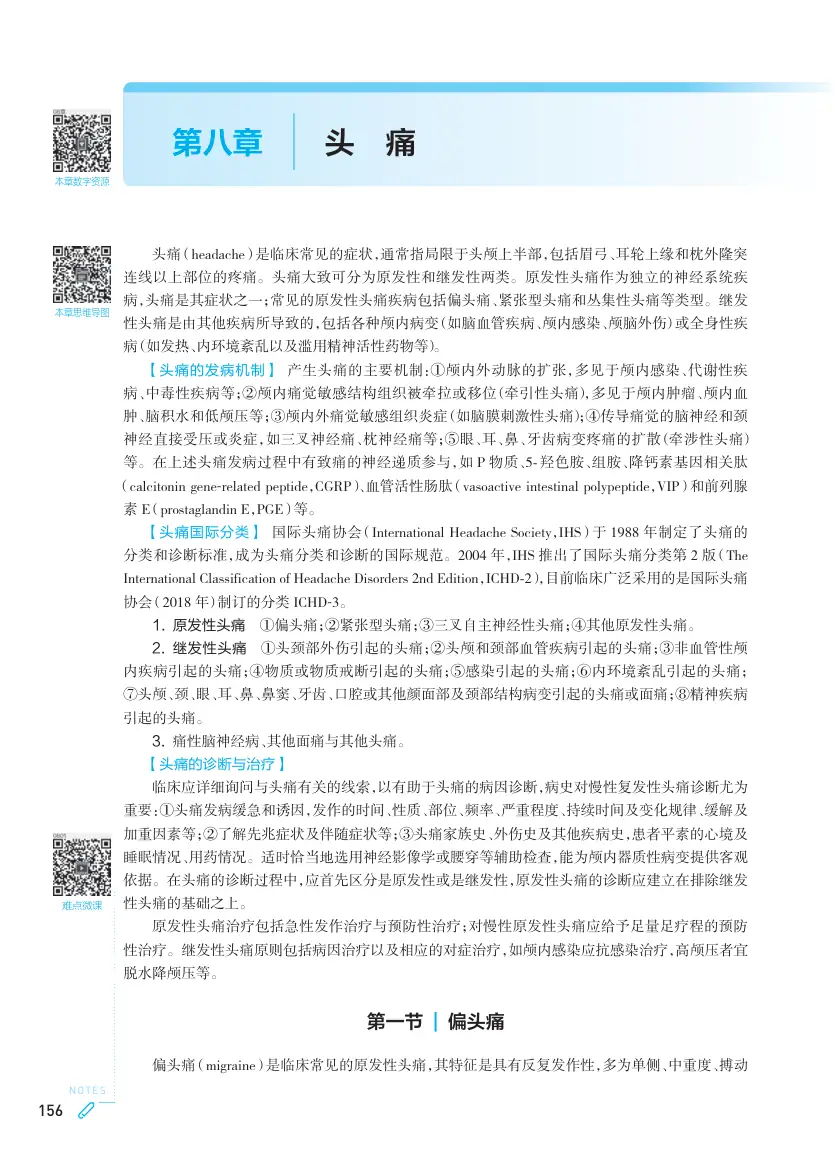 第八章 头 痛
本章数字资源
本章思维导图
头痛（headache）是临床常见的症状，通常指局限于头颅上半部，包括眉弓、耳轮上缘和枕外隆突
连线以上部位的疼痛。头痛大致可分为原发性和继发性两类。原发性头痛作为独立的神经系统疾
病，头痛是其症状之一；常见的原发性头痛疾病包括偏头痛、紧张型头痛和丛集性头痛等类型。继发
性头痛是由其他疾病所导致的，包括各种颅内病变（如脑血管疾病、颅内感染、颅脑外伤）或全身性疾
病（如发热、内环境紊乱以及滥用精神活性药物等）。
【头痛的发病机制】 产生头痛的主要机制：①颅内外动脉的扩张，多见于颅内感染、代谢性疾
病、中毒性疾病等；②颅内痛觉敏感结构组织被牵拉或移位（牵引性头痛），多见于颅内肿瘤、颅内血
肿、脑积水和低颅压等；③颅内外痛觉敏感组织炎症（如脑膜刺激性头痛）；④传导痛觉的脑神经和颈
神经直接受压或炎症，如三叉神经痛、枕神经痛等；⑤眼、耳、鼻、牙齿病变疼痛的扩散（牵涉性头痛）
等。在上述头痛发病过程中有致痛的神经递质参与，如 P 物质、5-羟色胺、组胺、降钙素基因相关肽
（calcitonin gene-related peptide，CGRP）、血管活性肠肽（vasoactive intestinal polypeptide，VIP）和前列腺
素 E（prostaglandin E，PGE）等。
【头痛国际分类】 国际头痛协会（International Headache Society，IHS）于 1988 年制定了头痛的
分类和诊断标准，成为头痛分类和诊断的国际规范。2004 年，IHS 推出了国际头痛分类第 2 版（The
International Classification of Headache Disorders 2nd Edition，ICHD-2），目前临床广泛采用的是国际头痛
协会（2018 年）制订的分类 ICHD-3。
1. 原发性头痛 ①偏头痛；②紧张型头痛；③三叉自主神经性头痛；④其他原发性头痛。
2. 继发性头痛 ①头颈部外伤引起的头痛；②头颅和颈部血管疾病引起的头痛；③非血管性颅
内疾病引起的头痛；④物质或物质戒断引起的头痛；⑤感染引起的头痛；⑥内环境紊乱引起的头痛；
⑦头颅、颈、眼、耳、鼻、鼻窦、牙齿、口腔或其他颜面部及颈部结构病变引起的头痛或面痛；⑧精神疾病
引起的头痛。
3. 痛性脑神经病、其他面痛与其他头痛。
【头痛的诊断与治疗】
临床应详细询问与头痛有关的线索，以有助于头痛的病因诊断，病史对慢性复发性头痛诊断尤为
重要：①头痛发病缓急和诱因，发作的时间、性质、部位、频率、严重程度、持续时间及变化规律、缓解及
加重因素等；②了解先兆症状及伴随症状等；③头痛家族史、外伤史及其他疾病史，患者平素的心境及
睡眠情况、用药情况。适时恰当地选用神经影像学或腰穿等辅助检查，能为颅内器质性病变提供客观
依据。在头痛的诊断过程中，应首先区分是原发性或是继发性，原发性头痛的诊断应建立在排除继发
性头痛的基础之上。
难点微课
原发性头痛治疗包括急性发作治疗与预防性治疗；对慢性原发性头痛应给予足量足疗程的预防
性治疗。继发性头痛原则包括病因治疗以及相应的对症治疗，如颅内感染应抗感染治疗，高颅压者宜
脱水降颅压等。
第一节 | 偏头痛
偏头痛（migraine）是临床常见的原发性头痛，其特征是具有反复发作性，多为单侧、中重度、搏动
NOTES
156